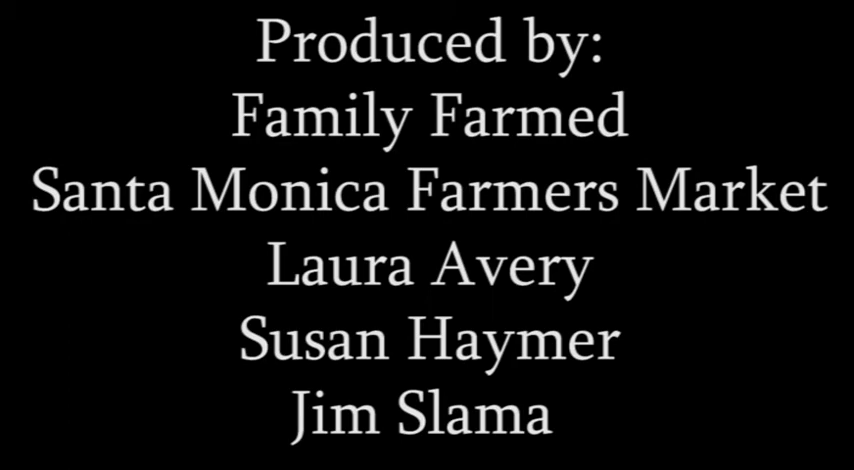 Produced by:
Family Farmed
Santa Monica Farmers Market
Laura Avery
Susan Haymer
Jim Slama